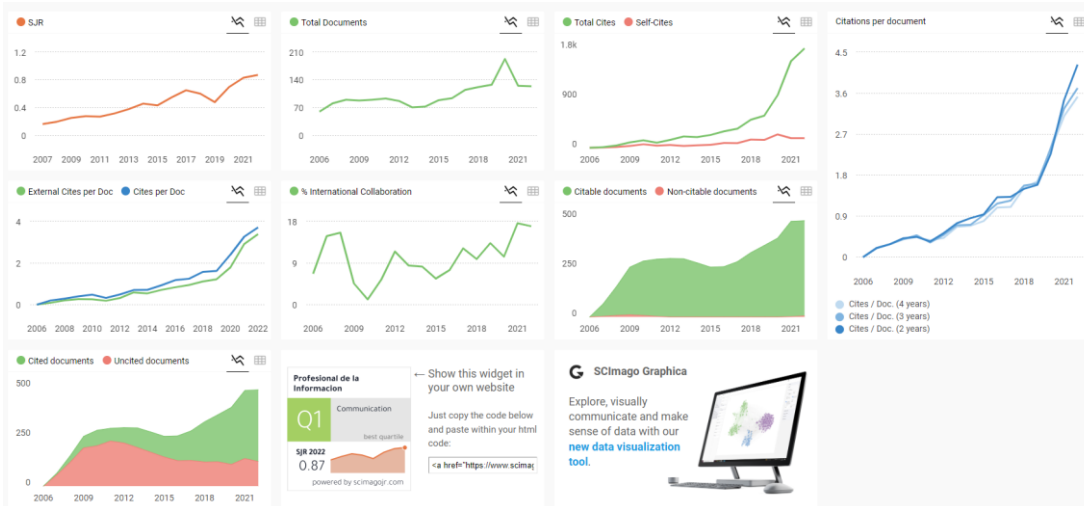 SJR
1.2
0.8
0.4
0
2007 2009 2011 2013 2015 2017 2019 2021
Total Documents
210
140
70
0
2006 2009 2012 2015 2018 2021
Total Cites Self-Cites
1.8k
900
0
2006 2009 2012 2015 2018 2021
Citations per document
4.5
3.6
2.7
1.8
0.9
0
2006 2009 2012 2015 2018 2021
Cites / Doc. (4 years)
Cites / Doc. (3 years)
Cites / Doc. (2 years)
External Cites per Doc Cites per Doc
4
2
0
2006 2008 2010 2012 2014 2016 2018 2020 2022
% International Collaboration
18
9
0
2006 2009 2012 2015 2018 2021
Citable documents Non-citable documents
500
250
0
2006 2009 2012 2015 2018 2021
Cited documents Uncited documents
500
250
0
2006 2009 2012 2015 2018 2021
Profesional de la
Informacion
Q1
Communication
best quartile
SJR 2022
0.87
powered by scimagojr.com
← Show this widget in
your own website
Just copy the code below
and paste within your html
code:
<a href="https://www.scimag
SCImago Graphica
Explore, visually
communicate and make
sense of data with our
new data visualization
tool.